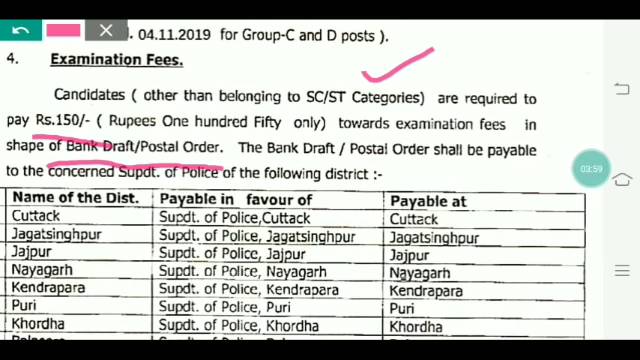 04.11.2019 for Group-C and D posts ).
4. Examination Fees.
Candidates ( other than belonging to SC/ST Categories) are required to
pay Rs.150/- ( Rupees One hundred Fifty only) towards examination fees in
shape of Bank Draft/Postal Order. The Bank Draft / Postal Order shall be payable
to the concerned Supdt. of Police of the following district :-
03:59
Name of the Dist. Payable in favour of Payable at
Cuttack Supdt. of Police,Cuttack Cuttack
Jagatsinghpur Supdt. of Police, Jagatsinghpur Jagatsinghpur
Jajpur Supdt. of Police, Jajpur Jajpur
Nayagarh Supdt. of Police, Nayagarh Nayagarh
Kendrapara Supdt. of Police, Kendrapara Kendrapara
Puri Supdt. of Police, Puri Puri
Khordha Supdt. of Police, Khordha Khordha